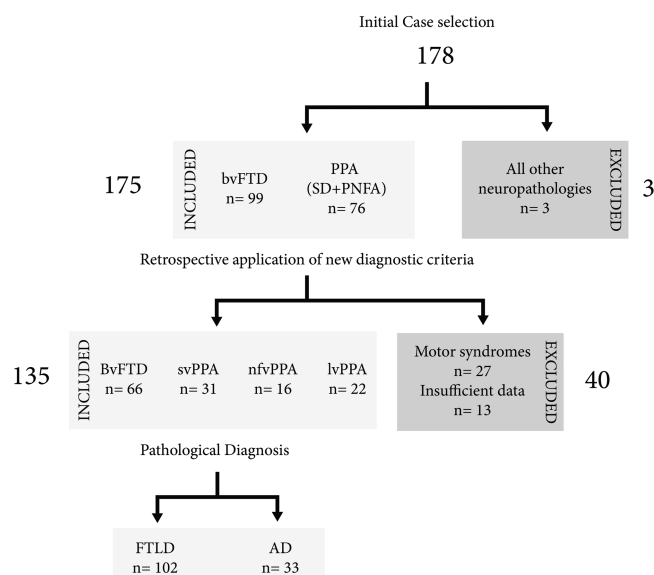 Initial Case selection
178
175
INCLUDED
bvFTD
n= 99
PPA
(SD+PNFA)
n= 76
All other
neuropathologies
n= 3
EXCLUDED
3
Retrospective application of new diagnostic criteria
135
INCLUDED
BvFTD
n= 66
svPPA
n= 31
nfvPPA
n= 16
lvPPA
n= 22
Motor syndromes
n= 27
Insufficient data
n= 13
EXCLUDED
40
Pathological Diagnosis
FTLD
n= 102
AD
n= 33